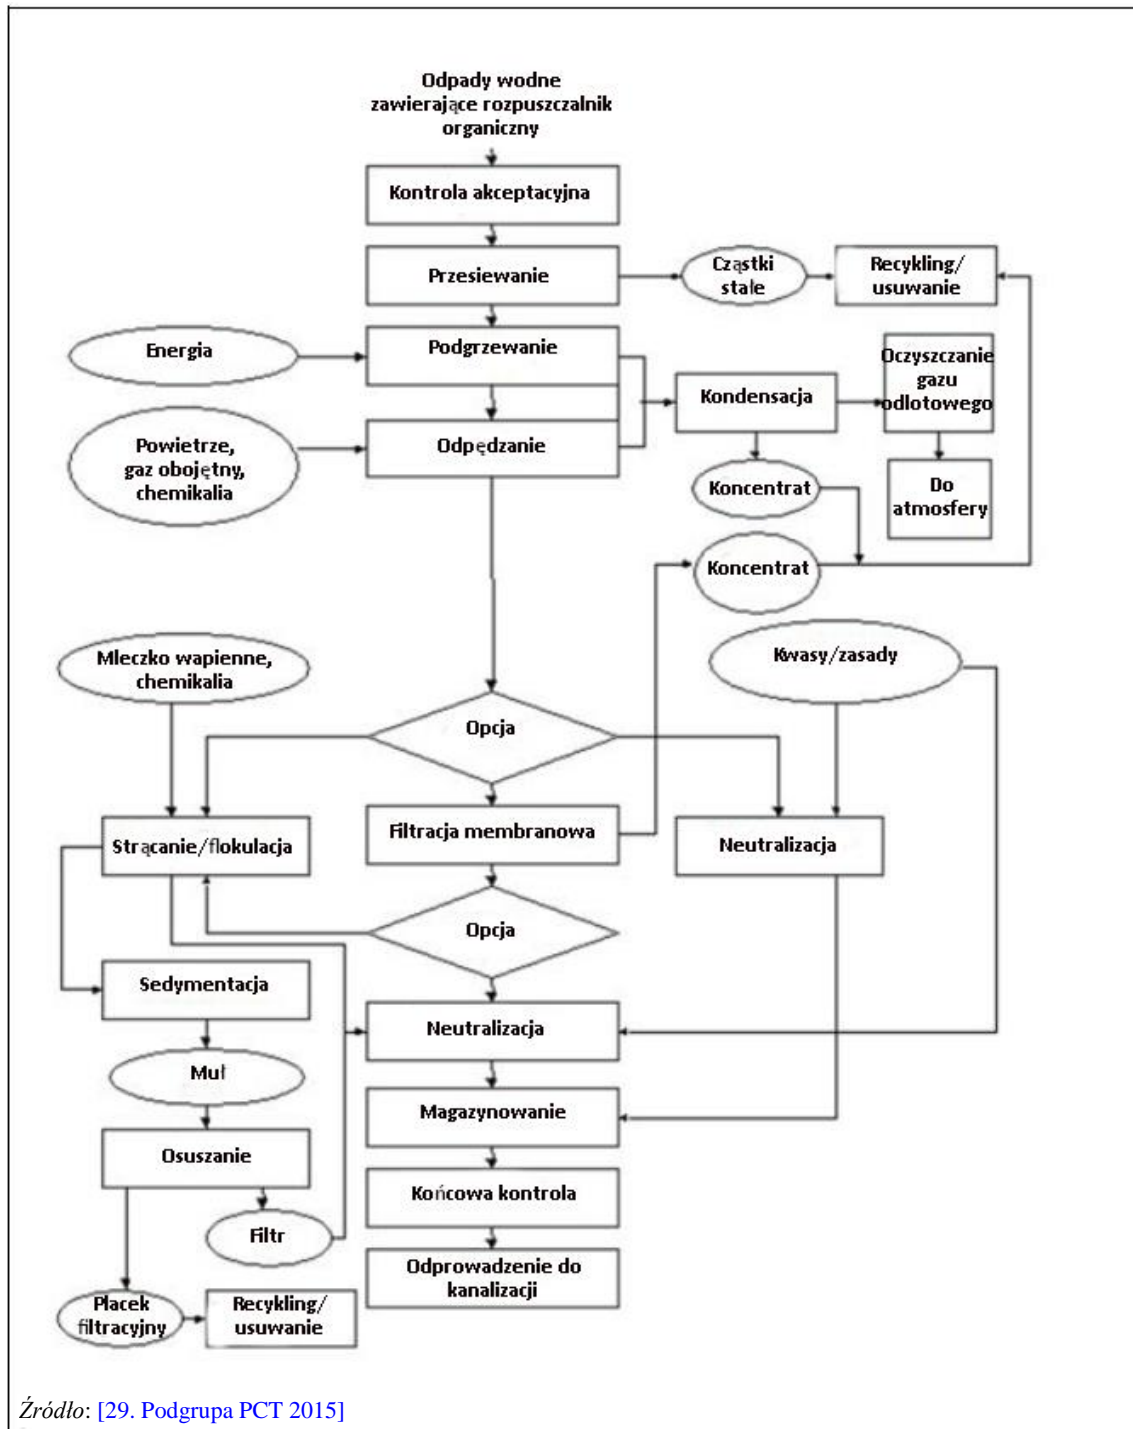 Odpady wodne
zawierające rozpuszczalnik
organiczny
Kontrola akceptacyjna
Przesiewanie
Cząstki
stałe
Recykling/
usuwanie
Energia
Podgrzewanie
Oczyszczanie
gazu
odlotowego
Kondensacja
Powietrze,
gaz obojętny,
chemikalia
Odpędzanie
Koncentrat
Do
atmosfery
Koncentrat
Mleczko wapienne,
chemikalia
Kwasy/zasady
Opcja
Strącanie/flokulacja
Filtracja membranowa
Neutralizacja
Opcja
Sedymentacja
Neutralizacja
Muł
Magazynowanie
Osuszanie
Końcowa kontrola
Filtr
Odprowadzenie do
kanalizacji
Placek
filtracyjny
Recykling/
usuwanie
Źródło: [29. Podgrupa PCT 2015]